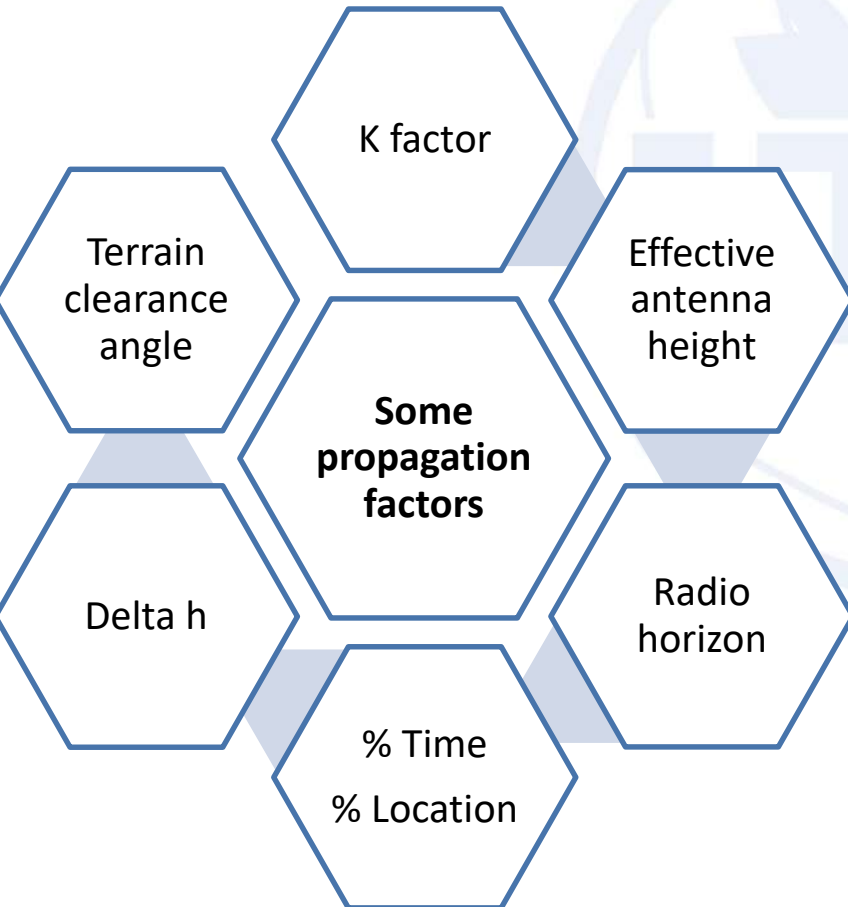 K factor
Effective
antenna
height
Radio
horizon
% Time
% Location
Delta h
Terrain
clearance
angle
Some
propagation
factors